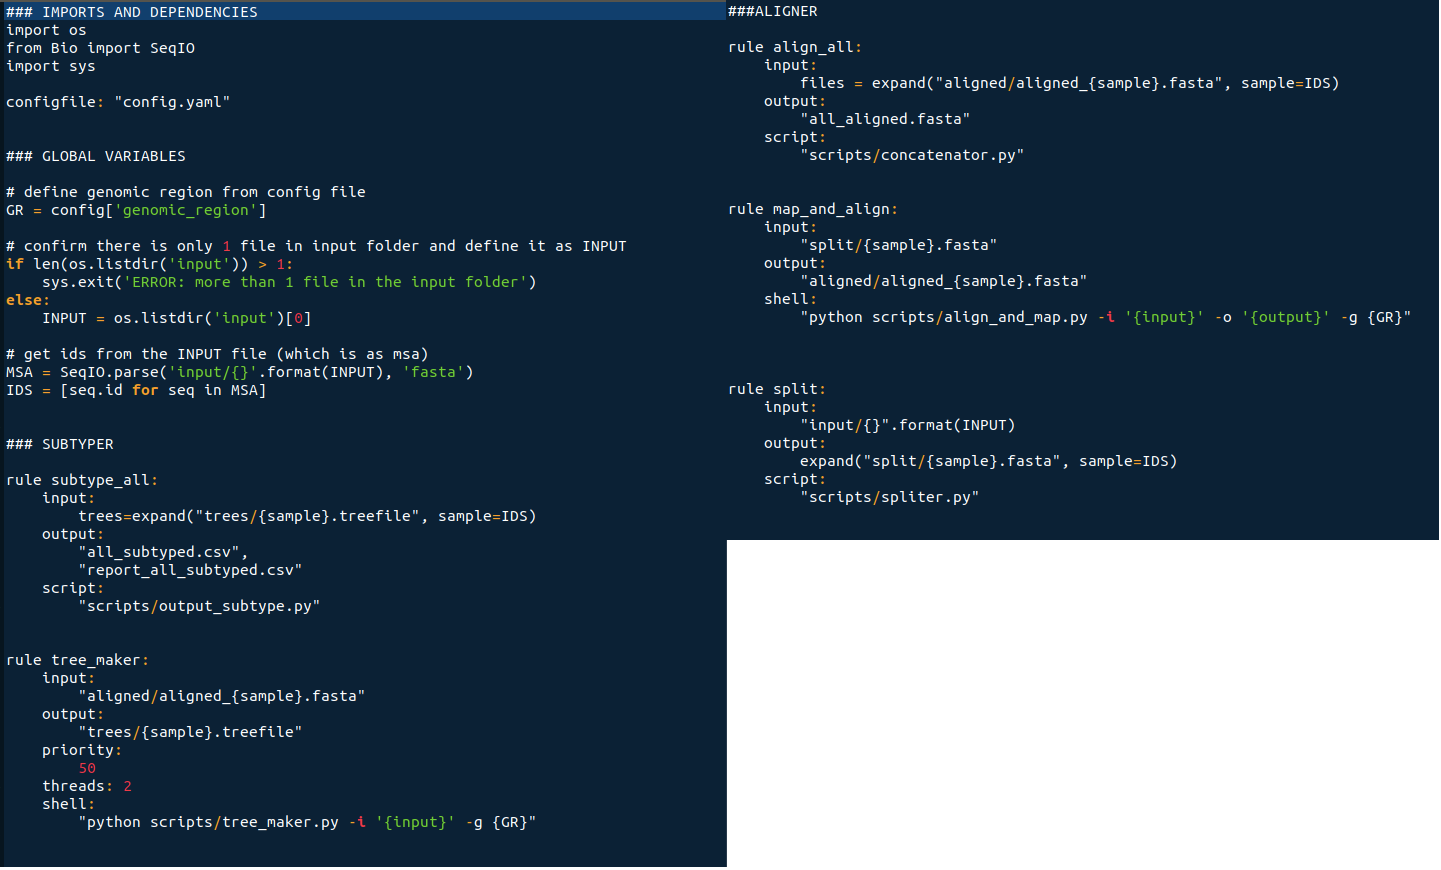 ### IMPORTS AND DEPENDENCIES
import os
from Bio import SeqIO
import sys

configfile: "config.yaml"

### GLOBAL VARIABLES

# define genomic region from config file
GR = config['genomic_region']

# confirm there is only 1 file in input folder and define it as INPUT
if len(os.listdir('input')) > 1:
    sys.exit('ERROR: more than 1 file in the input folder')
else:
    INPUT = os.listdir('input')[0]

# get ids from the INPUT file (which is as msa)
MSA = SeqIO.parse('input/{}'.format(INPUT), 'fasta')
IDS = [seq.id for seq in MSA]

### SUBTYPER

rule subtype_all:
    input:
        trees=expand("trees/{sample}.treefile", sample=IDS)
    output:
        "all_subtyped.csv",
        "report_all_subtyped.csv"
    script:
        "scripts/output_subtype.py"

rule tree_maker:
    input:
        "aligned/aligned_{sample}.fasta"
    output:
        "trees/{sample}.treefile"
    priority:
        50
    threads: 2
    shell:
        "python scripts/tree_maker.py -i '{input}' -g {GR}"

###ALIGNER

rule align_all:
    input:
        files = expand("aligned/aligned_{sample}.fasta", sample=IDS)
    output:
        "all_aligned.fasta"
    script:
        "scripts/concatenator.py"

rule map_and_align:
    input:
        "split/{sample}.fasta"
    output:
        "aligned/aligned_{sample}.fasta"
    shell:
        "python scripts/align_and_map.py -i '{input}' -o '{output}' -g {GR}"

rule split:
    input:
        "input/{}".format(INPUT)
    output:
        expand("split/{sample}.fasta", sample=IDS)
    script:
        "scripts/spliter.py"